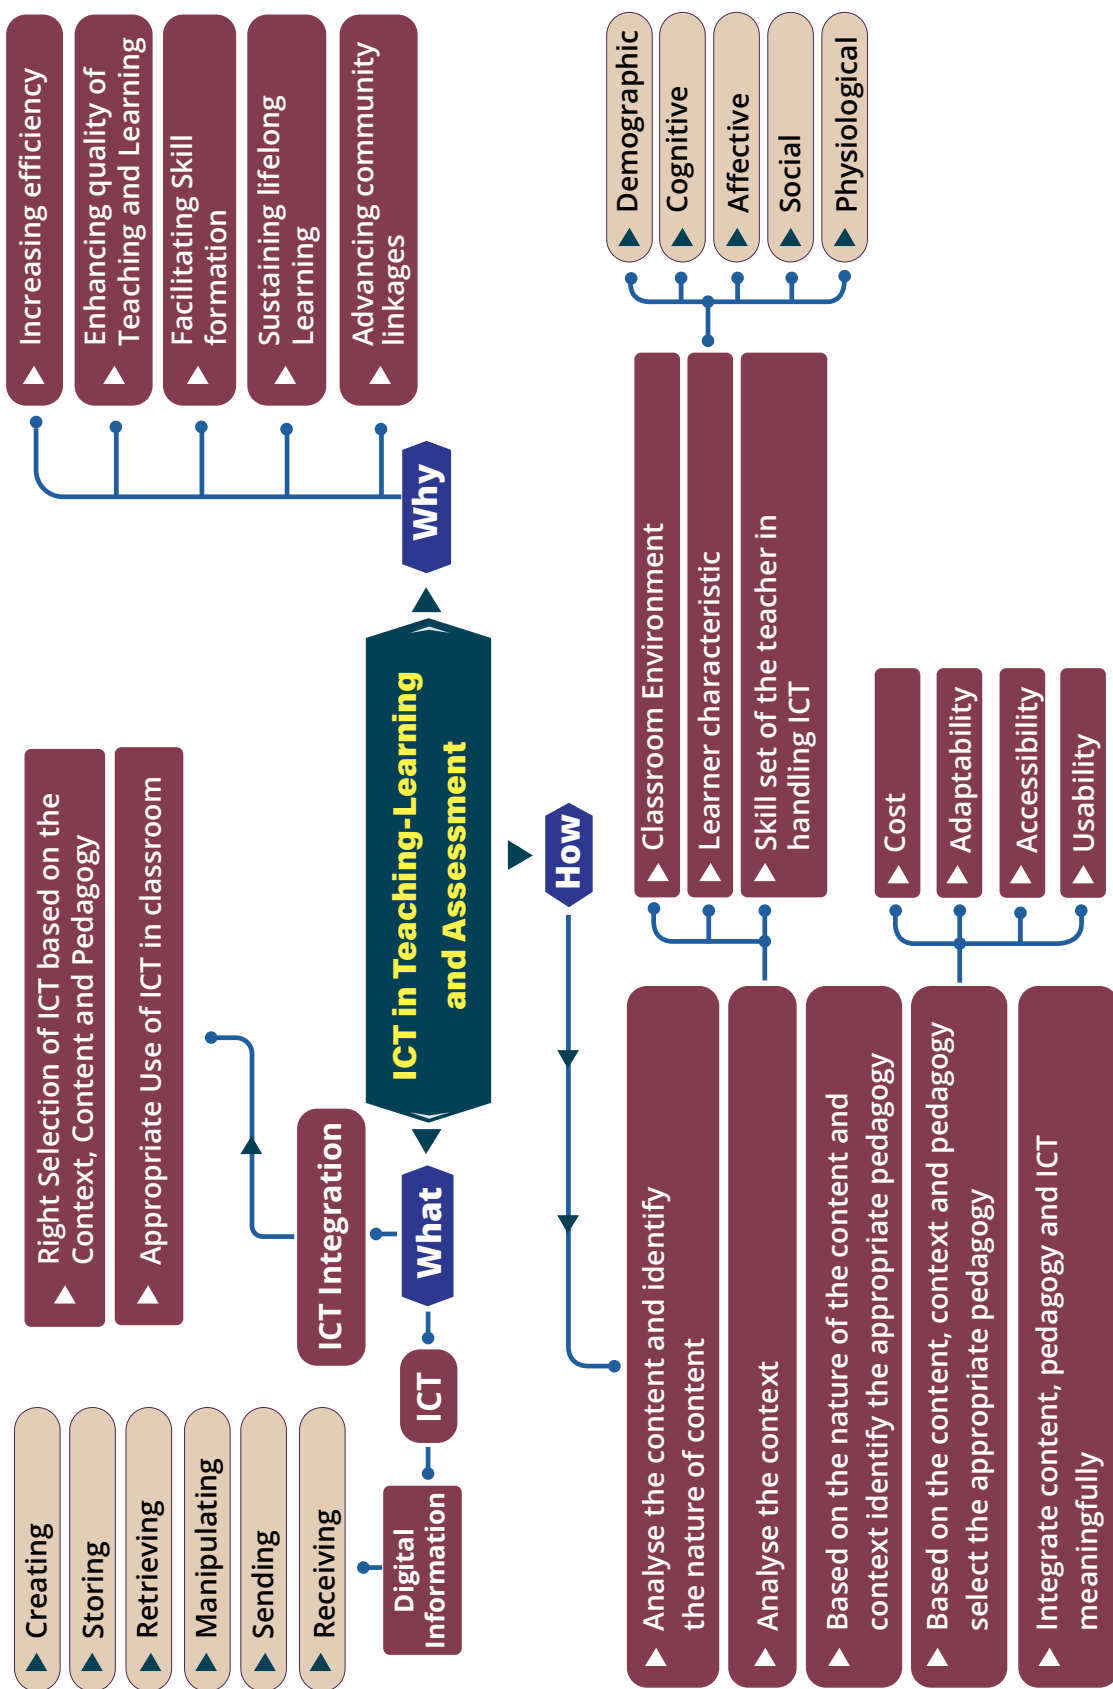 ICT in Teaching-Learning
and Assessment
What
ICT
Digital
Information
Creating
Storing
Retrieving
Manipulating
Sending
Receiving
ICT Integration
Right Selection of ICT based on the
Context, Content and Pedagogy
Appropriate Use of ICT in classroom
Why
Increasing efficiency
Enhancing quality of
Teaching and Learning
Facilitating Skill
formation
Sustaining lifelong
Learning
Advancing community
linkages
How
Analyse the content and identify
the nature of content
Analyse the context
Based on the nature of the content and
context identify the appropriate pedagogy
Based on the content, context and pedagogy
select the appropriate pedagogy
Integrate content, pedagogy and ICT
meaningfully
Classroom Environment
Learner characteristic
Skill set of the teacher in
handling ICT
Demographic
Cognitive
Affective
Social
Physiological
Cost
Adaptability
Accessibility
Usability